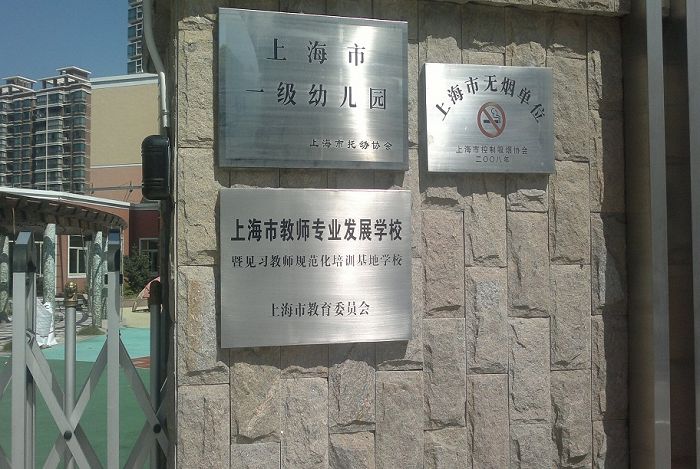 上海市
一级幼儿园
上海市托幼协会
上海市无烟单位
上海市控制吸烟协会
二〇〇八年
上海市教师专业发展学校
暨见习教师规范化培训基地学校
上海市教育委员会